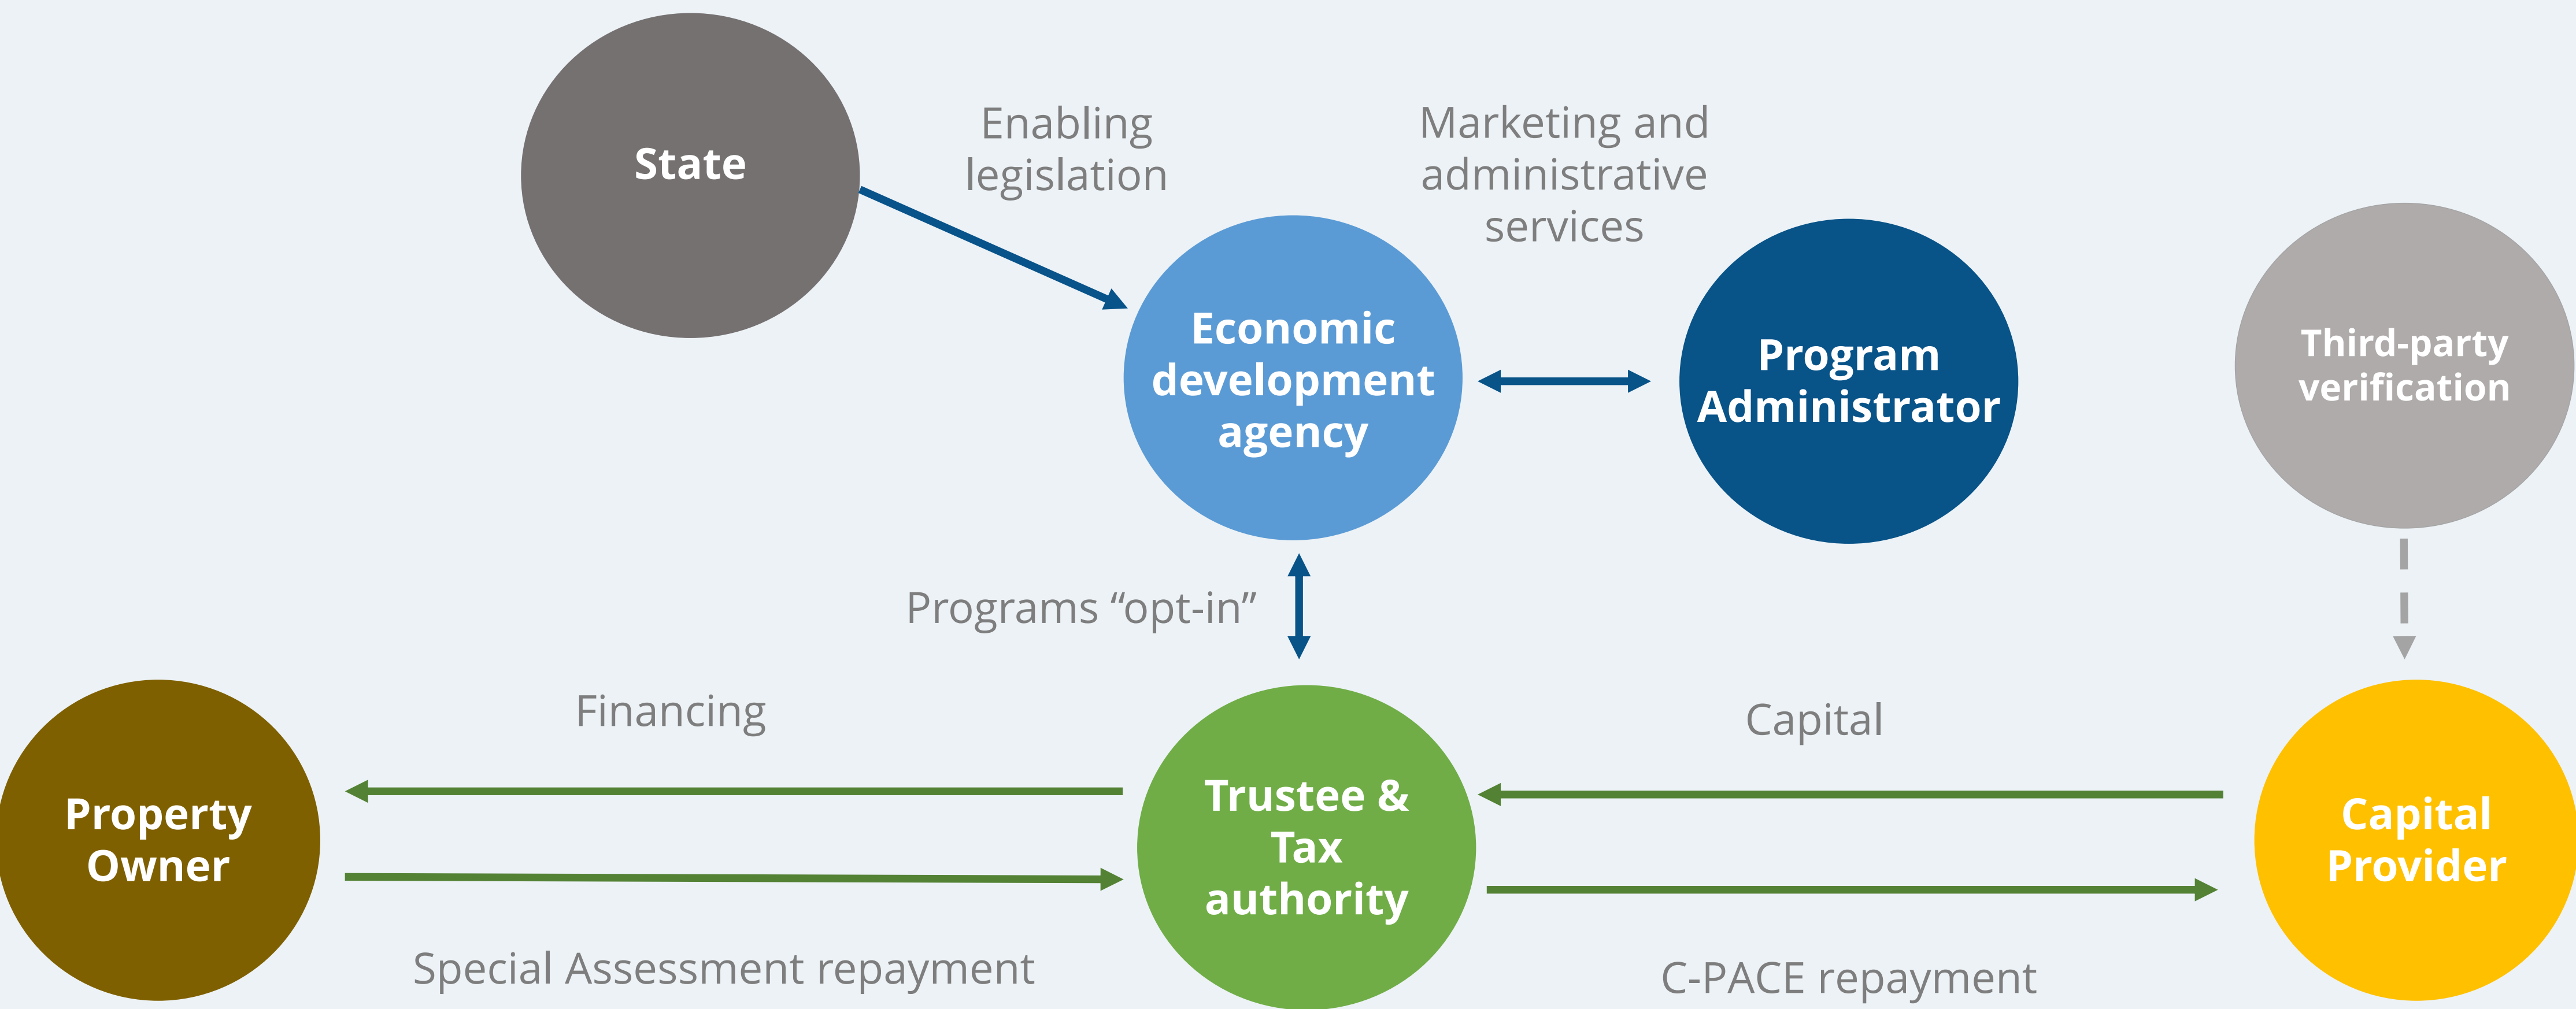 State
Enabling
legislation
Marketing and
administrative
services
Economic
development
agency
Program
Administrator
Third-party
verification
Programs “opt-in”
Financing
Capital
Property
Owner
Trustee &
Tax
authority
Capital
Provider
Special Assessment repayment
C-PACE repayment